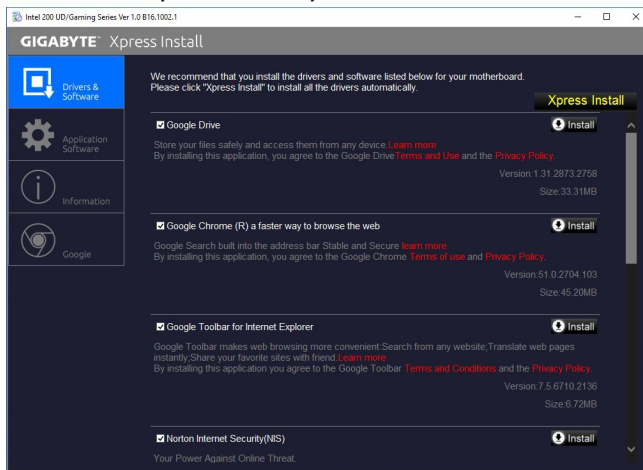 Intel 200 UD/Gaming Series Ver 1.0 B16.1002.1
GIGABYTE™ Xpress Install
Drivers &
Software
Application
Software
Information
Google
We recommend that you install the drivers and software listed below for your motherboard.
Please click "Xpress Install" to install all the drivers automatically.
Xpress Install
Google Drive
Install
Store your files safely and access them from any device.Learn more
By installing this application, you agree to the Google DriveTerms and Use and the Privacy Policy.
Version:1.31.2873.2758
Size:33.31MB
Google Chrome (R) a faster way to browse the web
Install
Google Search built into the address bar Stable and Secure learn more
By installing this application, you agree to the Google Chrome Terms of use and Privacy Policy.
Version:51.0.2704.103
Size:45.20MB
Google Toolbar for Internet Explorer
Install
Google Toolbar makes web browsing more convenient:Search from any website;Translate web pages
instantly;Share your favorite sites with friend.Learn more
By installing this application you agree to the Google Toolbar Terms and Conditions and the Privacy Policy.
Version:7.5.6710.2136
Size:6.72MB
Norton Internet Security(NIS)
Install
Your Power Against Online Threat.